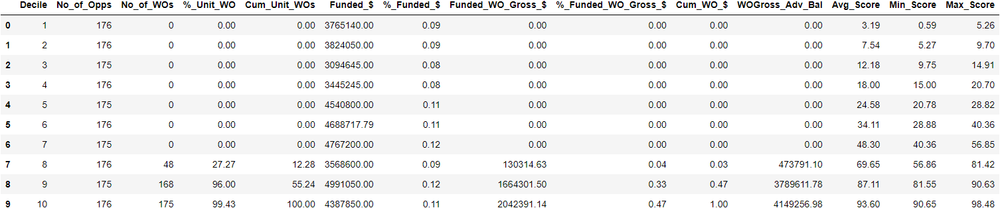 Decile No_of_Opps No_of_WOs %_Unit_WO Cum_Unit_WOs Funded_$ %_Funded_$ Funded_WO_Gross_$ %_Funded_WO_Gross_$ Cum_WO_$ WOGross_Adv_Bal Avg_Score Min_Score Max_Score
0 1 176 0 0.00 0.00 3765140.00 0.09 0.00 0.00 0.00 0.00 3.19 0.59 5.26
1 2 176 0 0.00 0.00 3824050.00 0.09 0.00 0.00 0.00 0.00 7.54 5.27 9.70
2 3 175 0 0.00 0.00 3094645.00 0.08 0.00 0.00 0.00 0.00 12.18 9.75 14.91
3 4 176 0 0.00 0.00 3445245.00 0.08 0.00 0.00 0.00 0.00 18.00 15.00 20.70
4 5 175 0 0.00 0.00 4540800.00 0.11 0.00 0.00 0.00 0.00 24.58 20.78 28.82
5 6 176 0 0.00 0.00 4688717.79 0.11 0.00 0.00 0.00 0.00 34.11 28.88 40.36
6 7 175 0 0.00 0.00 4767200.00 0.12 0.00 0.00 0.00 0.00 48.30 40.36 56.85
7 8 176 48 27.27 12.28 3568600.00 0.09 130314.63 0.04 0.03 473791.10 69.65 56.86 81.42
8 9 175 168 96.00 55.24 4991050.00 0.12 1664301.50 0.33 0.47 3789611.78 87.11 81.55 90.63
9 10 176 175 99.43 100.00 4387850.00 0.11 2042391.14 0.47 1.00 4149256.98 93.60 90.65 98.48